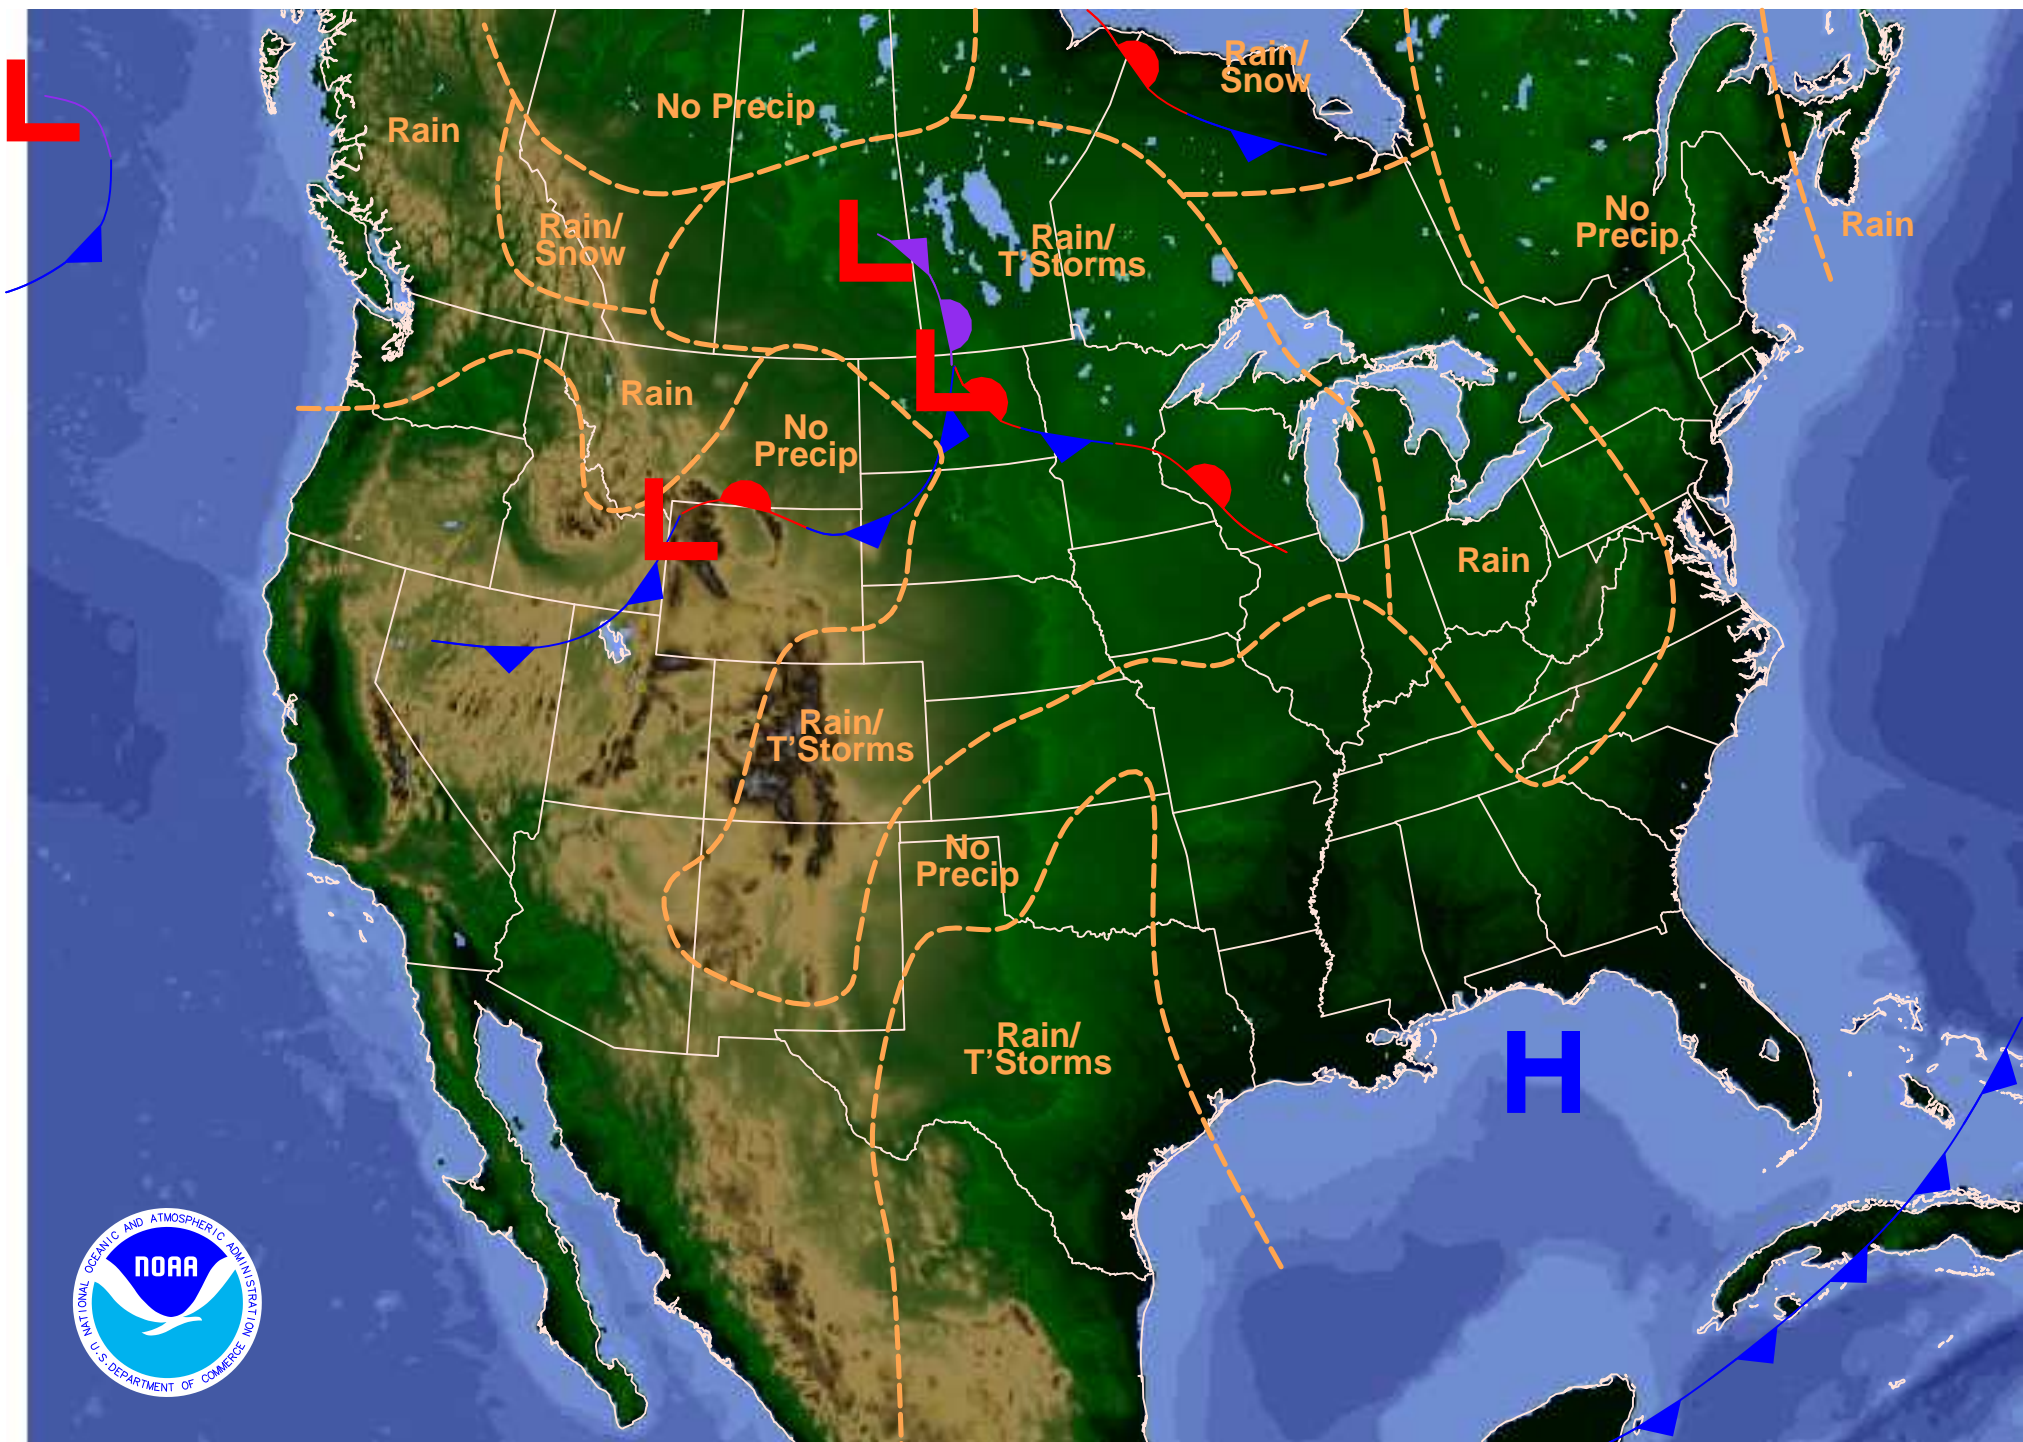 L
Rain/
Snow
No Precip
Rain
L
No
Precip
Rain
Rain/
Snow
Rain/
T'Storms
L
Rain
No
Precip
L
Rain
Rain/
T'Storms
No
Precip
Rain/
T'Storms
H
NATIONAL OCEANIC AND ATMOSPHERIC ADMINISTRATION
NOAA
U.S. DEPARTMENT OF COMMERCE